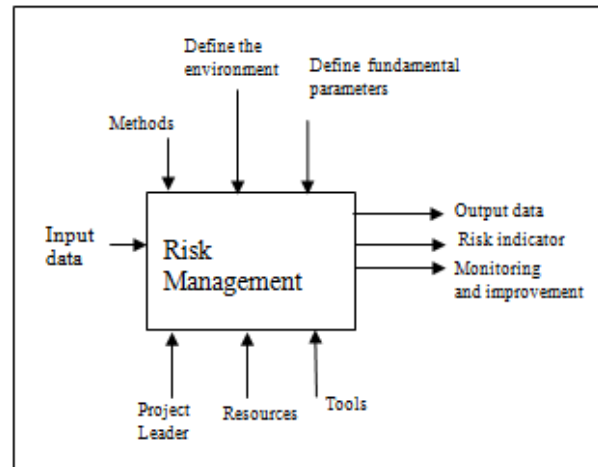 Define the
environment
Define fundamental
parameters
Methods
Input
data
Risk
Management
Output data
Risk indicator
Monitoring
and improvement
Project
Leader
Resources
Tools